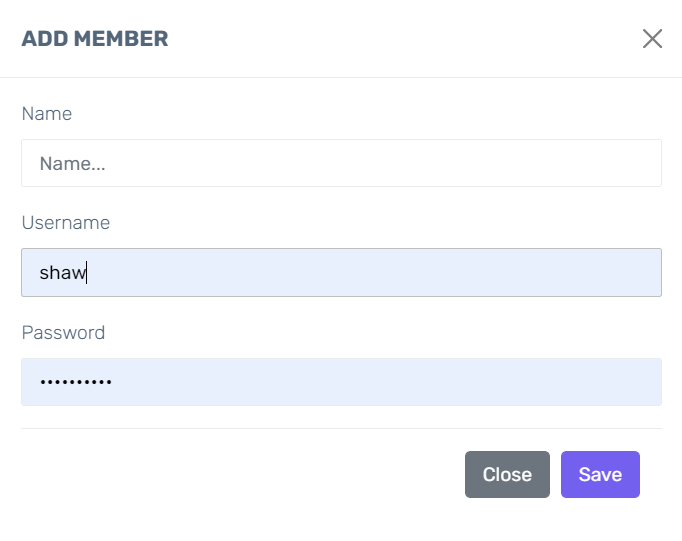 ADD MEMBER
Name
Name...
Username
shaw
Password
••••••••••
Close Save